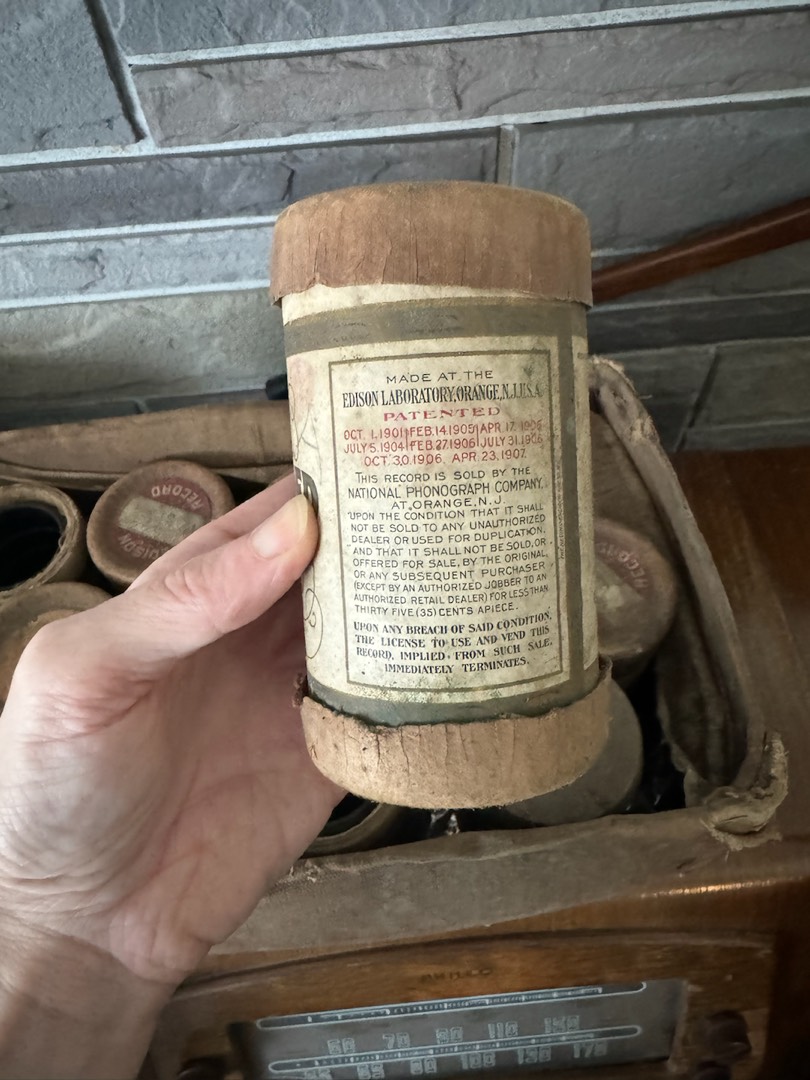 MADE AT THE
EDISON LABORATORY, ORANGE, N.J. U.S.A.
PATENTED
OCT. 1. 1901 FEB. 14. 1905 APR. 17. 1906
JULY 5. 1904 FEB. 27. 1906 JULY 31. 1906
OCT. 30. 1906. APR. 23. 1907.
THIS RECORD IS SOLD BY THE
NATIONAL PHONOGRAPH COMPANY,
AT ORANGE, N. J.
UPON THE CONDITION THAT IT SHALL
NOT BE SOLD TO ANY UNAUTHORIZED
DEALER OR USED FOR DUPLICATION,
AND THAT IT SHALL NOT BE SOLD, OR
OFFERED FOR SALE, BY THE ORIGINAL,
OR ANY SUBSEQUENT PURCHASER
(EXCEPT BY AN AUTHORIZED JOBBER TO AN
AUTHORIZED RETAIL DEALER) FOR LESS THAN
THIRTY FIVE (35) CENTS APIECE.
UPON ANY BREACH OF SAID CONDITION,
THE LICENSE TO USE AND VEND THIS
RECORD, IMPLIED FROM SUCH SALE,
IMMEDIATELY TERMINATES.
RECORD
EDISON
RECORD
PHILCO